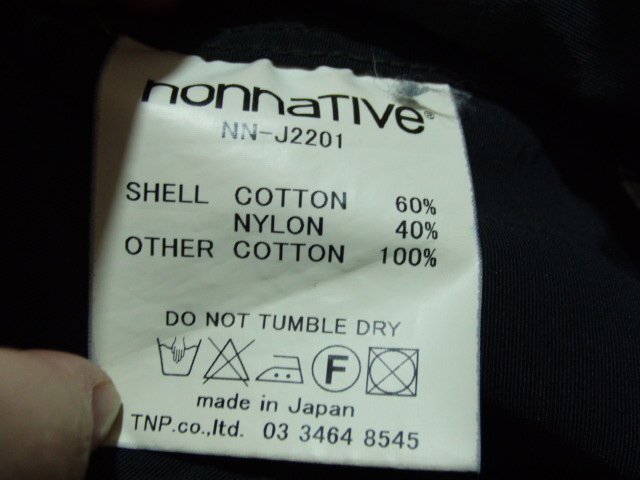 nonnaTIVe®
NN-J2201
SHELL COTTON 60%
NYLON 40%
OTHER COTTON 100%
DO NOT TUMBLE DRY
F
made in Japan
TNP.co.,ltd. 03 3464 8545